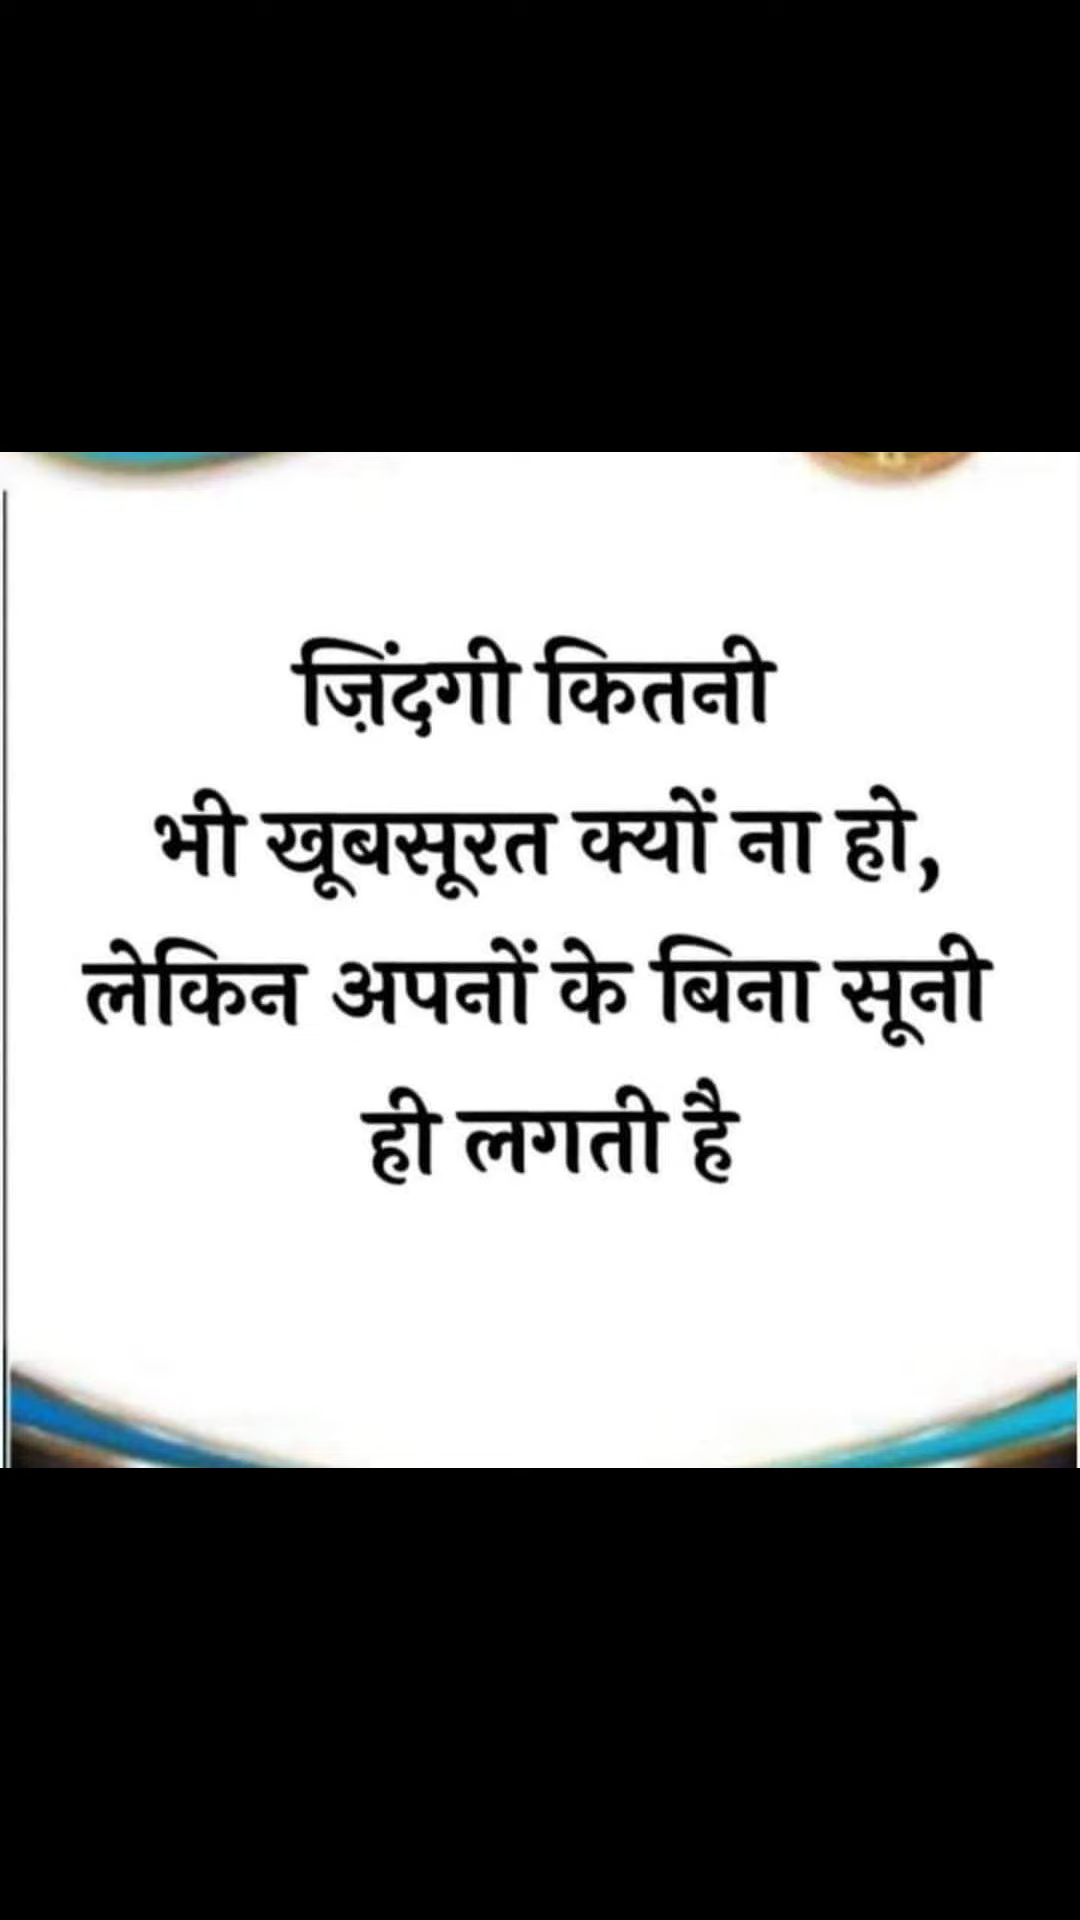 ज़िंदगी कितनी
भी खूबसूरत क्यों ना हो,
लेकिन अपनों के बिना सूनी
ही लगती है